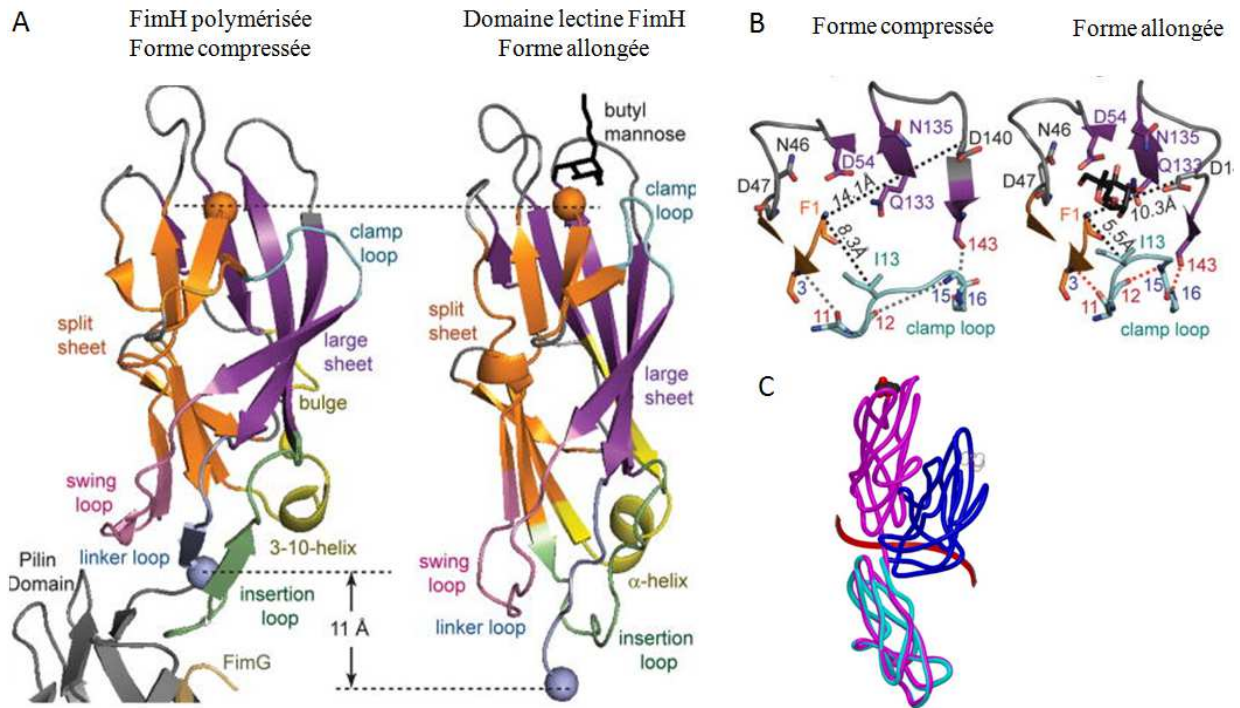 A
FimH polymérisée
Forme compressée
Domaine lectine FimH
Forme allongée
butyl
mannose
clamp
loop
clamp
loop
split
sheet
large
sheet
bulge
large
sheet
swing
loop
3-10-helix
linker loop
Pilin
Domain
insertion
loop
11 Å
FimG
swing
loop
α-helix
linker loop
insertion
loop
B
Forme compressée
Forme allongée
N46
D54
N135
D140
D47
14.1Å
Q133
F1
8.3Å
I13
143
3
15
16
11
12
clamp loop
N46
D54
N135
Q133
D14
D47
F1
10.3Å
5.5Å
I13
143
3
12
15
16
11
clamp loop
C